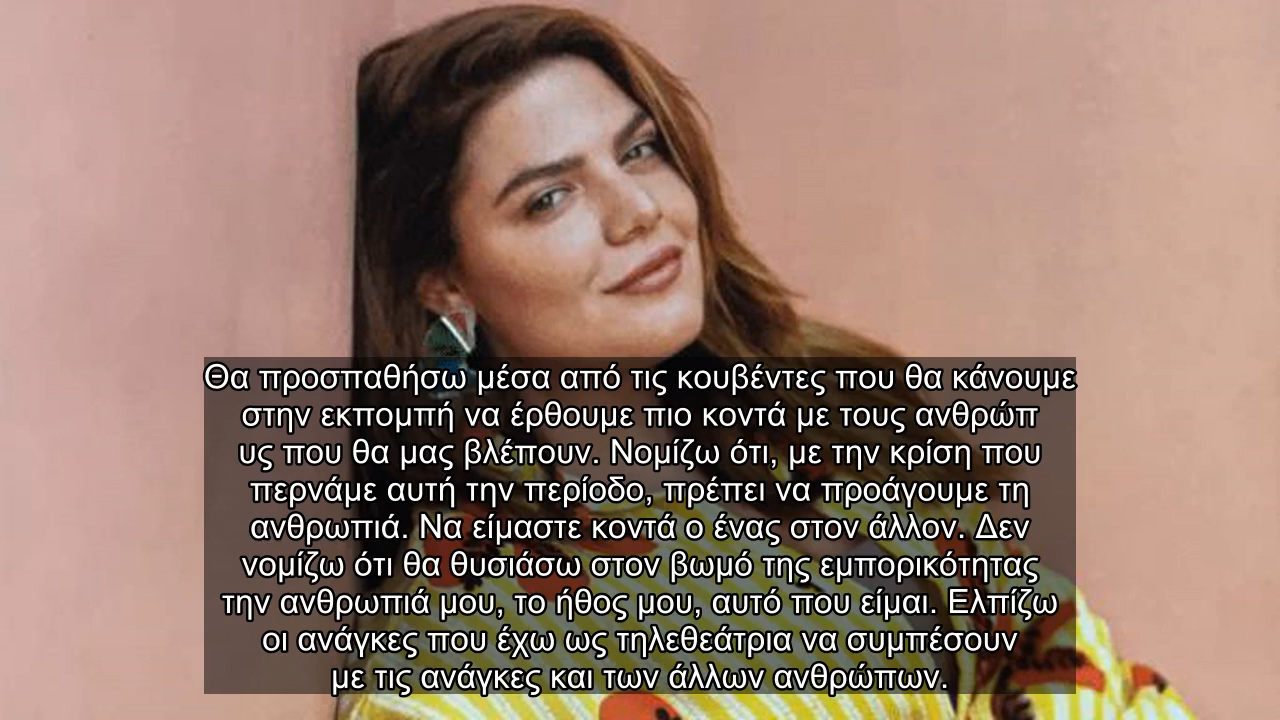 Θα προσπαθήσω μέσα από τις κουβέντες που θα κάνουμε
στην εκπομπή να έρθουμε πιο κοντά με τους ανθρώπ
υς που θα μας βλέπουν. Νομίζω ότι, με την κρίση που
περνάμε αυτή την περίοδο, πρέπει να προάγουμε τη
ανθρωπιά. Να είμαστε κοντά ο ένας στον άλλον. Δεν
νομίζω ότι θα θυσιάσω στον βωμό της εμπορικότητας
την ανθρωπιά μου, το ήθος μου, αυτό που είμαι. Ελπίζω
οι ανάγκες που έχω ως τηλεθεάτρια να συμπέσουν
με τις ανάγκες και των άλλων ανθρώπων.